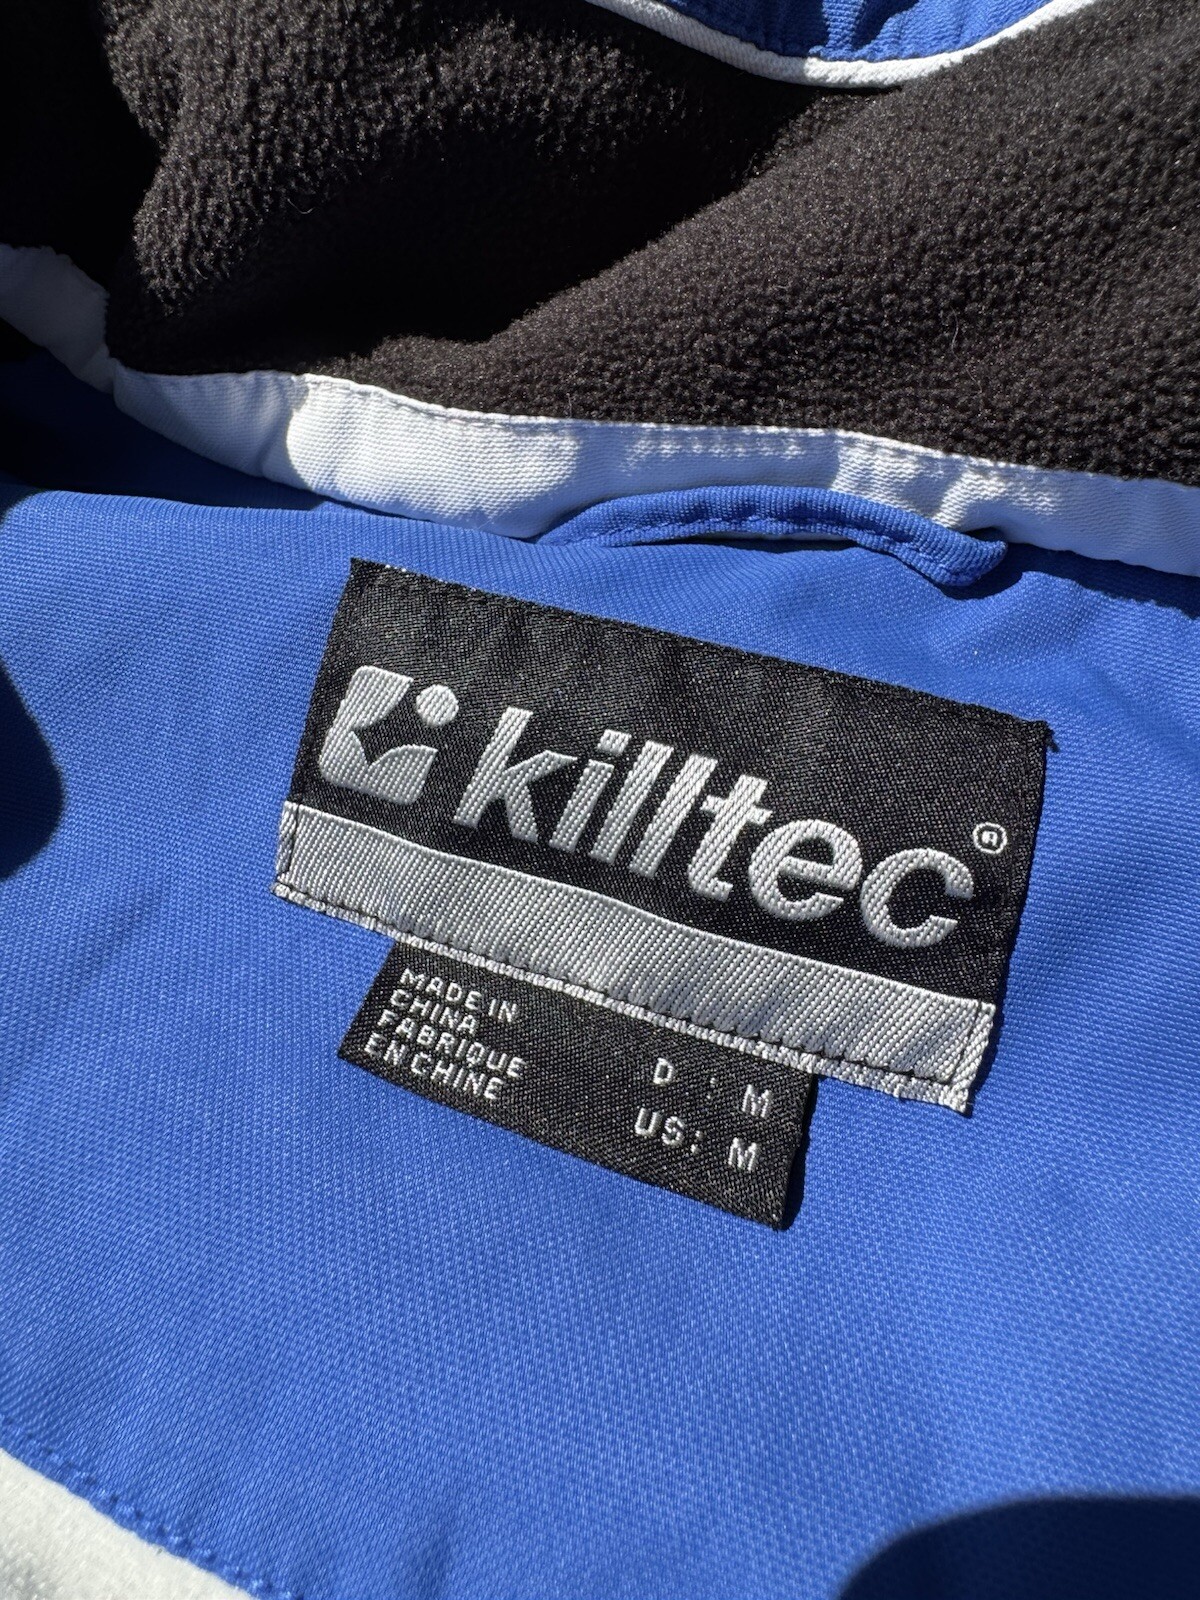 killtec®
MADE IN
CHINA
FABRIQUE
EN CHINE
D : M
US: M